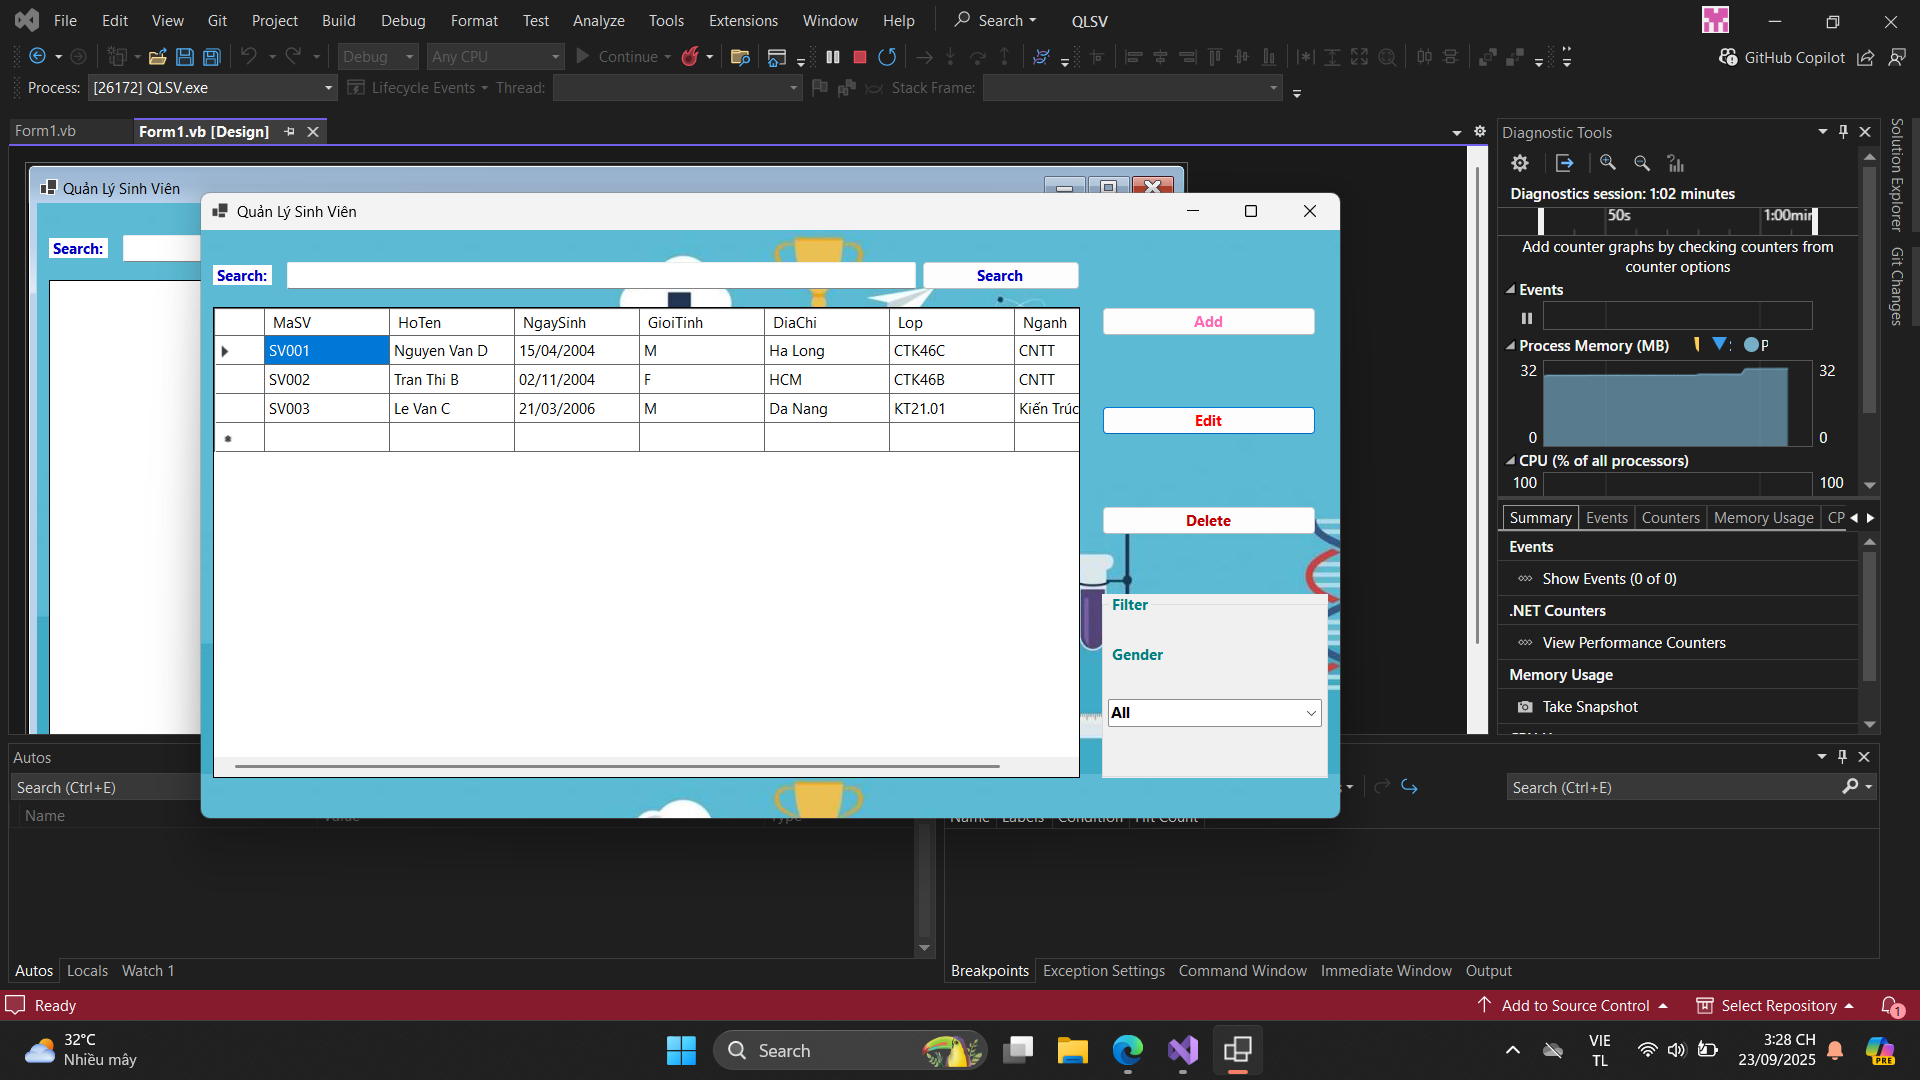 File Edit View Git Project Build Debug Format Test Analyze Tools Extensions Window Help Search QLSV
Debug Any CPU Continue GitHub Copilot
Process: [26172] QLSV.exe Lifecycle Events Thread: Stack Frame:
Form1.vb Form1.vb [Design]
Quản Lý Sinh Viên
Search:
Quản Lý Sinh Viên
Search: Search
MaSV HoTen NgaySinh GioiTinh DiaChi Lop Nganh
SV001 Nguyen Van D 15/04/2004 M Ha Long CTK46C CNTT
SV002 Tran Thi B 02/11/2004 F HCM CTK46B CNTT
SV003 Le Van C 21/03/2006 M Da Nang KT21.01 Kiến Trúc
Add
Edit
Delete
Filter
Gender
All
Diagnostic Tools
Diagnostics session: 1:02 minutes
50s 1:00min
Add counter graphs by checking counters from
counter options
Events
Process Memory (MB) P
32 32
0 0
CPU (% of all processors)
100 100
Summary Events Counters Memory Usage CP
Events
Show Events (0 of 0)
.NET Counters
View Performance Counters
Memory Usage
Take Snapshot
Solution Explorer
Git Changes
Autos
Search (Ctrl+E)
Name Value Type
Autos Locals Watch 1
Search (Ctrl+E)
Name Labels Condition Hit Count
Breakpoints Exception Settings Command Window Immediate Window Output
Ready Add to Source Control Select Repository 1
32°C
Nhiều mây
Search
VIE
TL
3:28 CH
23/09/2025
PRE